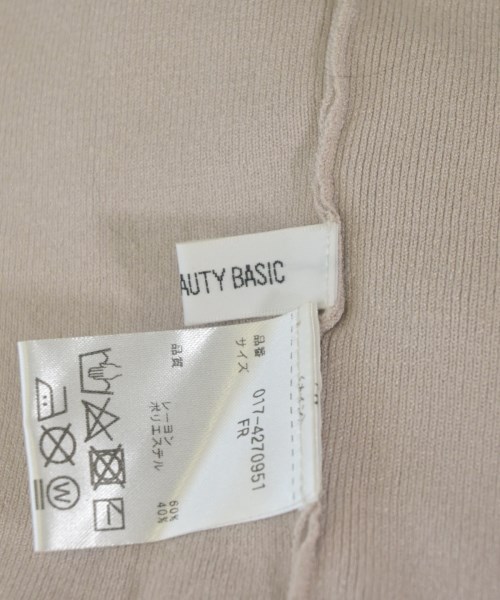 AUTY BASIC
品番 017-4270951
サイズ FR
品質 レーヨン 60%
ポリエステル 40%
W